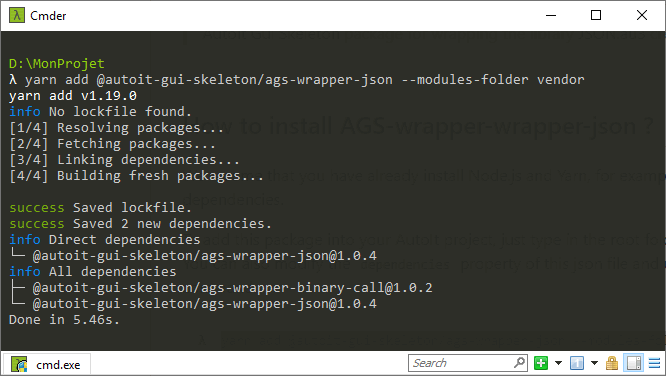 Cmder
D:\MonProjet
λ yarn add @autoit-gui-skeleton/ags-wrapper-json --modules-folder vendor
yarn add v1.19.0
info No lockfile found.
[1/4] Resolving packages...
[2/4] Fetching packages...
[3/4] Linking dependencies...
[4/4] Building fresh packages...
success Saved lockfile.
success Saved 2 new dependencies.
info Direct dependencies
└─ @autoit-gui-skeleton/ags-wrapper-json@1.0.4
info All dependencies
├─ @autoit-gui-skeleton/ags-wrapper-binary-call@1.0.2
└─ @autoit-gui-skeleton/ags-wrapper-json@1.0.4
Done in 5.46s.
cmd.exe
Search